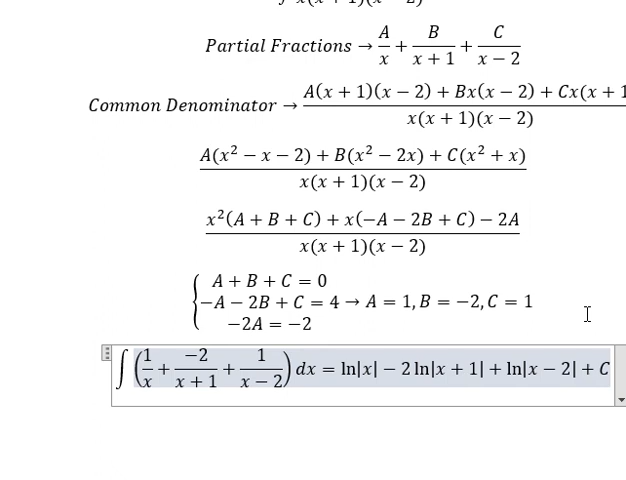 x(x + 1)(x − 2)
Partial Fractions → A/x + B/(x + 1) + C/(x − 2)
Common Denominator → (A(x + 1)(x − 2) + Bx(x − 2) + Cx(x + 1)/(x(x + 1)(x − 2))
(A(x² − x − 2) + B(x² − 2x) + C(x² + x))/(x(x + 1)(x − 2))
(x²(A + B + C) + x(−A − 2B + C) − 2A)/(x(x + 1)(x − 2))
{ A + B + C = 0
−A − 2B + C = 4 → A = 1, B = −2, C = 1
−2A = −2
∫ (1/x + −2/(x + 1) + 1/(x − 2)) dx = ln|x| − 2 ln|x + 1| + ln|x − 2| + C